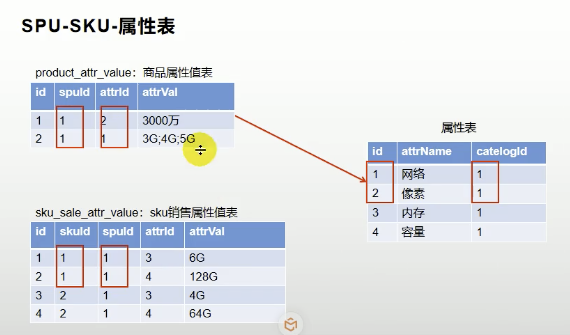 SPU-SKU-属性表
product_attr_value：商品属性值表
id spuId attrId attrVal
1 1 2 3000万
2 1 1 3G;4G;5G
属性表
id attrName catelogId
1 网络 1
2 像素 1
3 内存 1
4 容量 1
sku_sale_attr_value：sku销售属性值表
id skuId spuId attrId attrVal
1 1 1 3 6G
2 1 1 4 128G
3 2 1 3 4G
4 2 1 4 64G